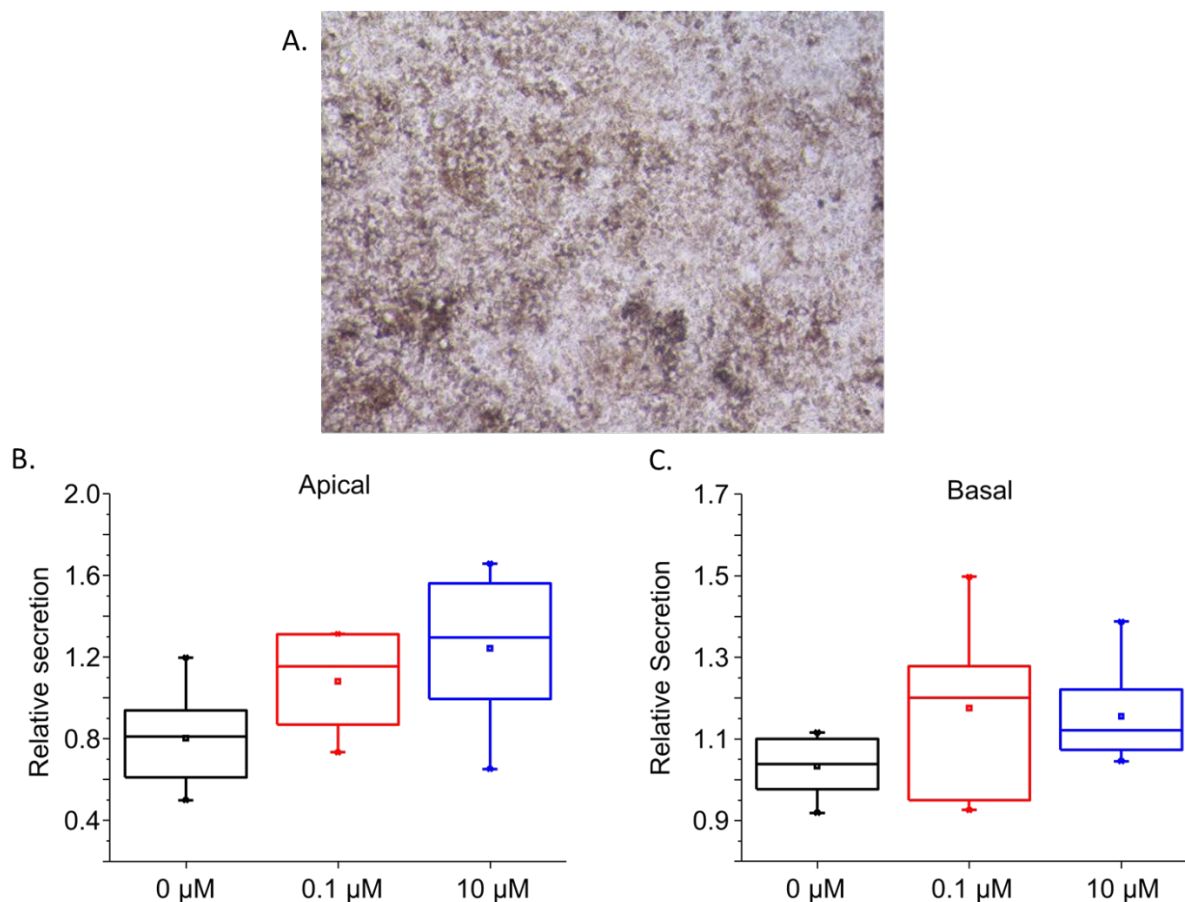 A.
B.
Apical
Relative secretion
2.0
1.6
1.2
0.8
0.4
0 µM
0.1 µM
10 µM
C.
Basal
Relative Secretion
1.7
1.5
1.3
1.1
0.9
0 µM
0.1 µM
10 µM